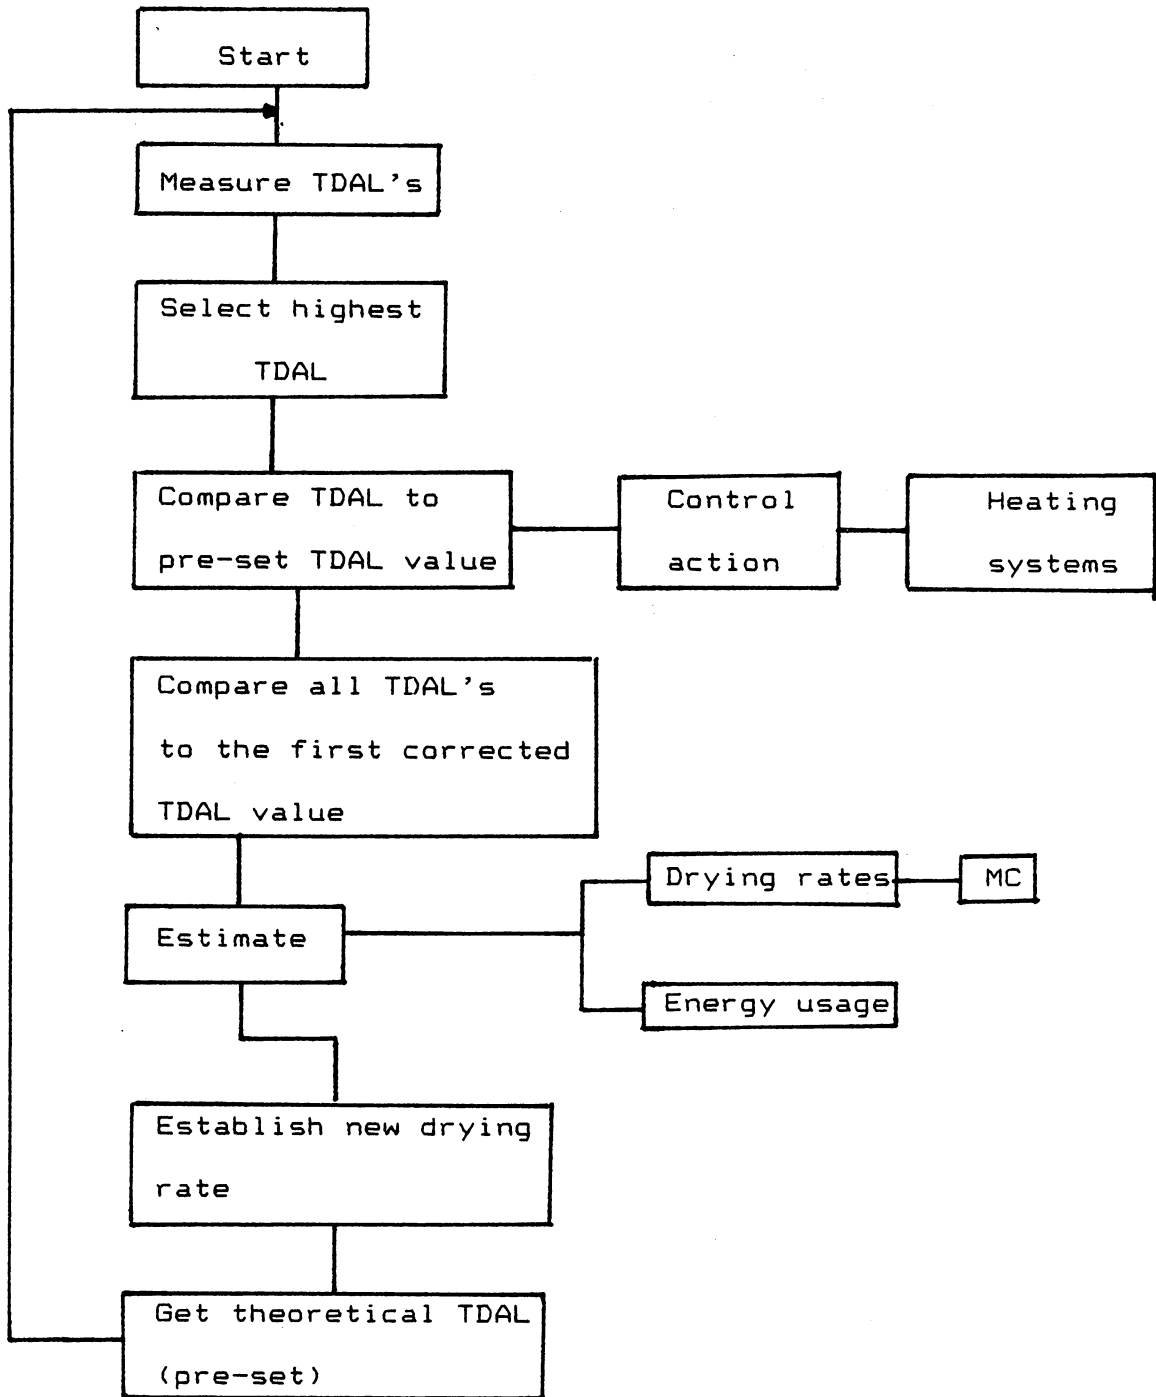 Start
Measure TDAL's
Select highest
TDAL
Compare TDAL to
pre-set TDAL value
Control
action
Heating
systems
Compare all TDAL's
to the first corrected
TDAL value
Estimate
Drying rates
MC
Energy usage
Establish new drying
rate
Get theoretical TDAL
(pre-set)